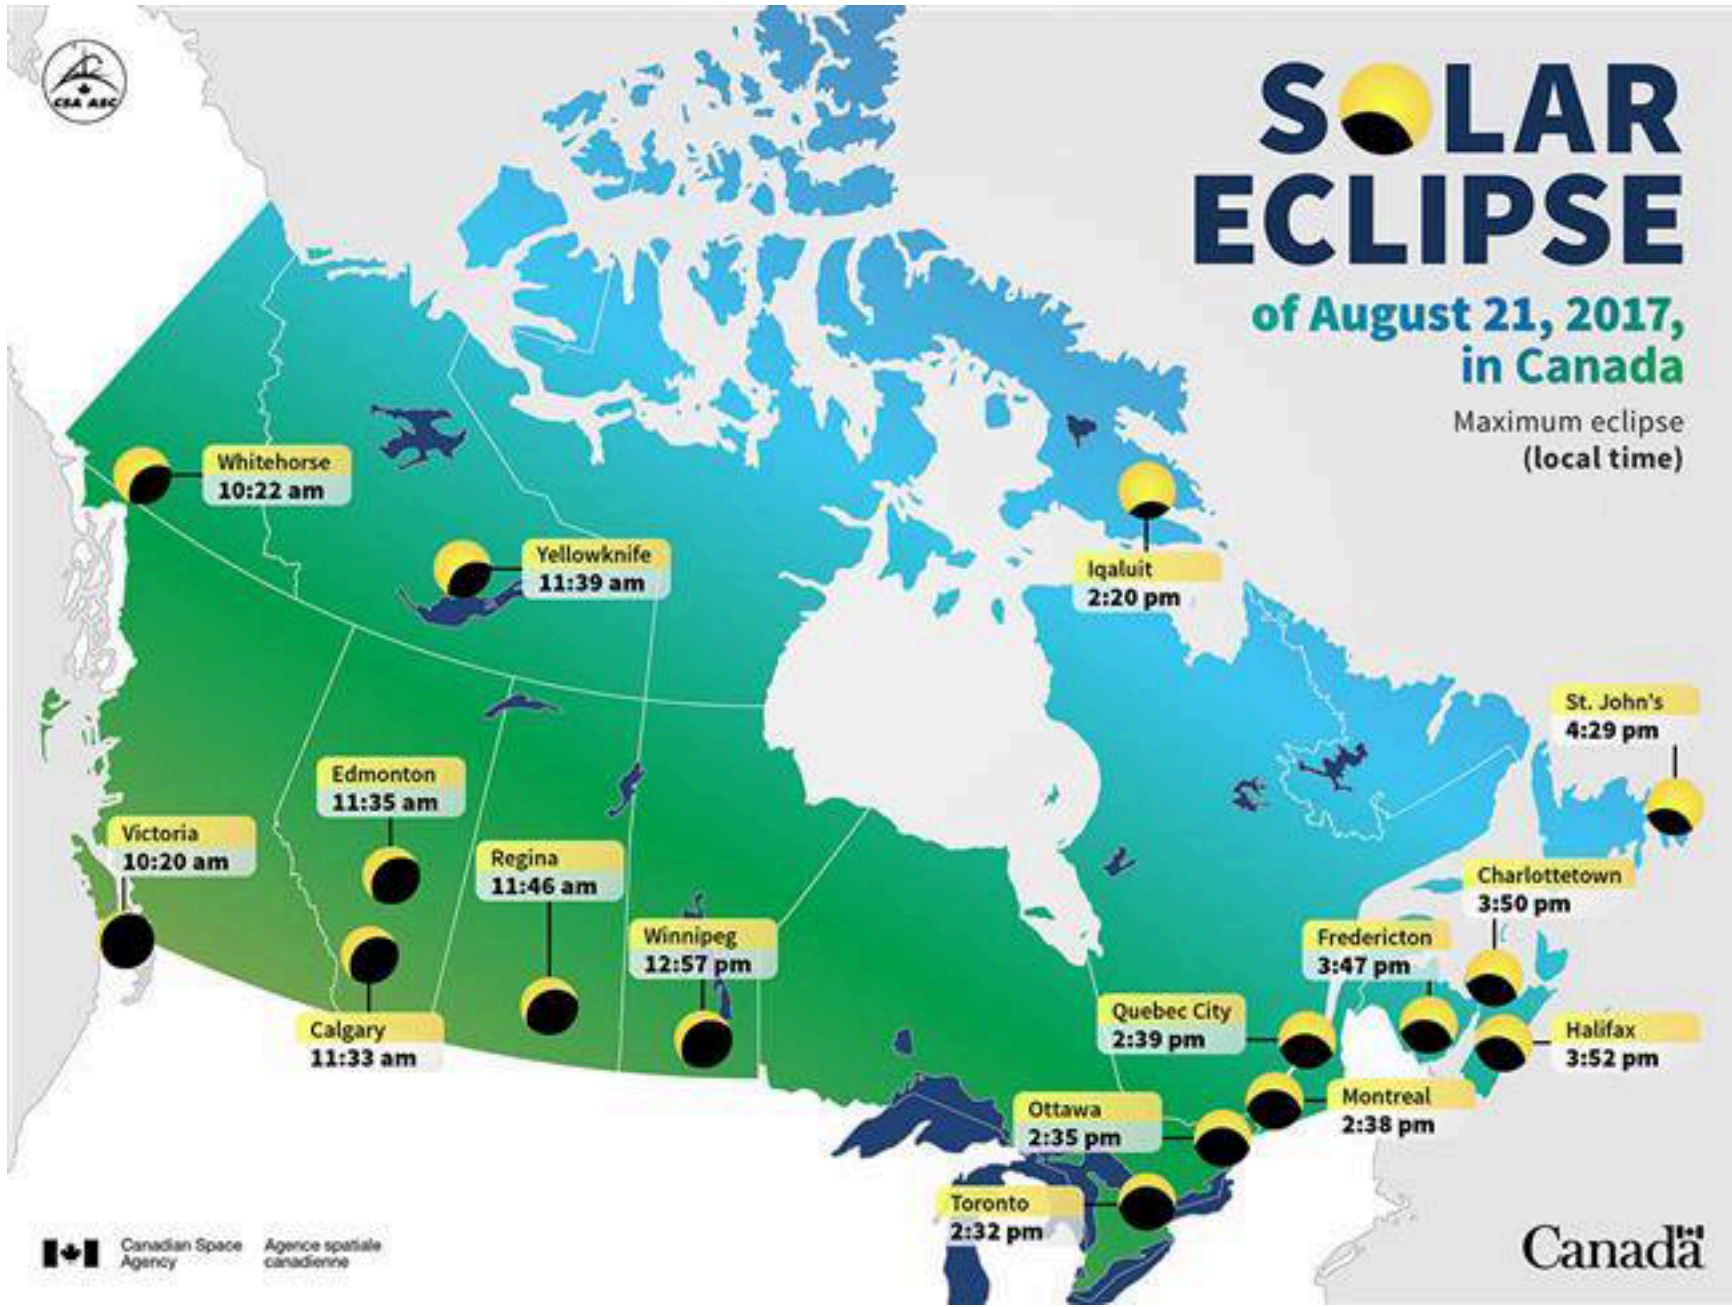 CSA ASC
SOLAR
ECLIPSE
of August 21, 2017,
in Canada
Maximum eclipse
(local time)
Whitehorse
10:22 am
Yellowknife
11:39 am
Iqaluit
2:20 pm
St. John's
4:29 pm
Edmonton
11:35 am
Victoria
10:20 am
Regina
11:46 am
Charlottetown
3:50 pm
Winnipeg
12:57 pm
Fredericton
3:47 pm
Calgary
11:33 am
Quebec City
2:39 pm
Halifax
3:52 pm
Ottawa
2:35 pm
Montreal
2:38 pm
Toronto
2:32 pm
Canadian Space
Agency
Agence spatiale
canadienne
Canada